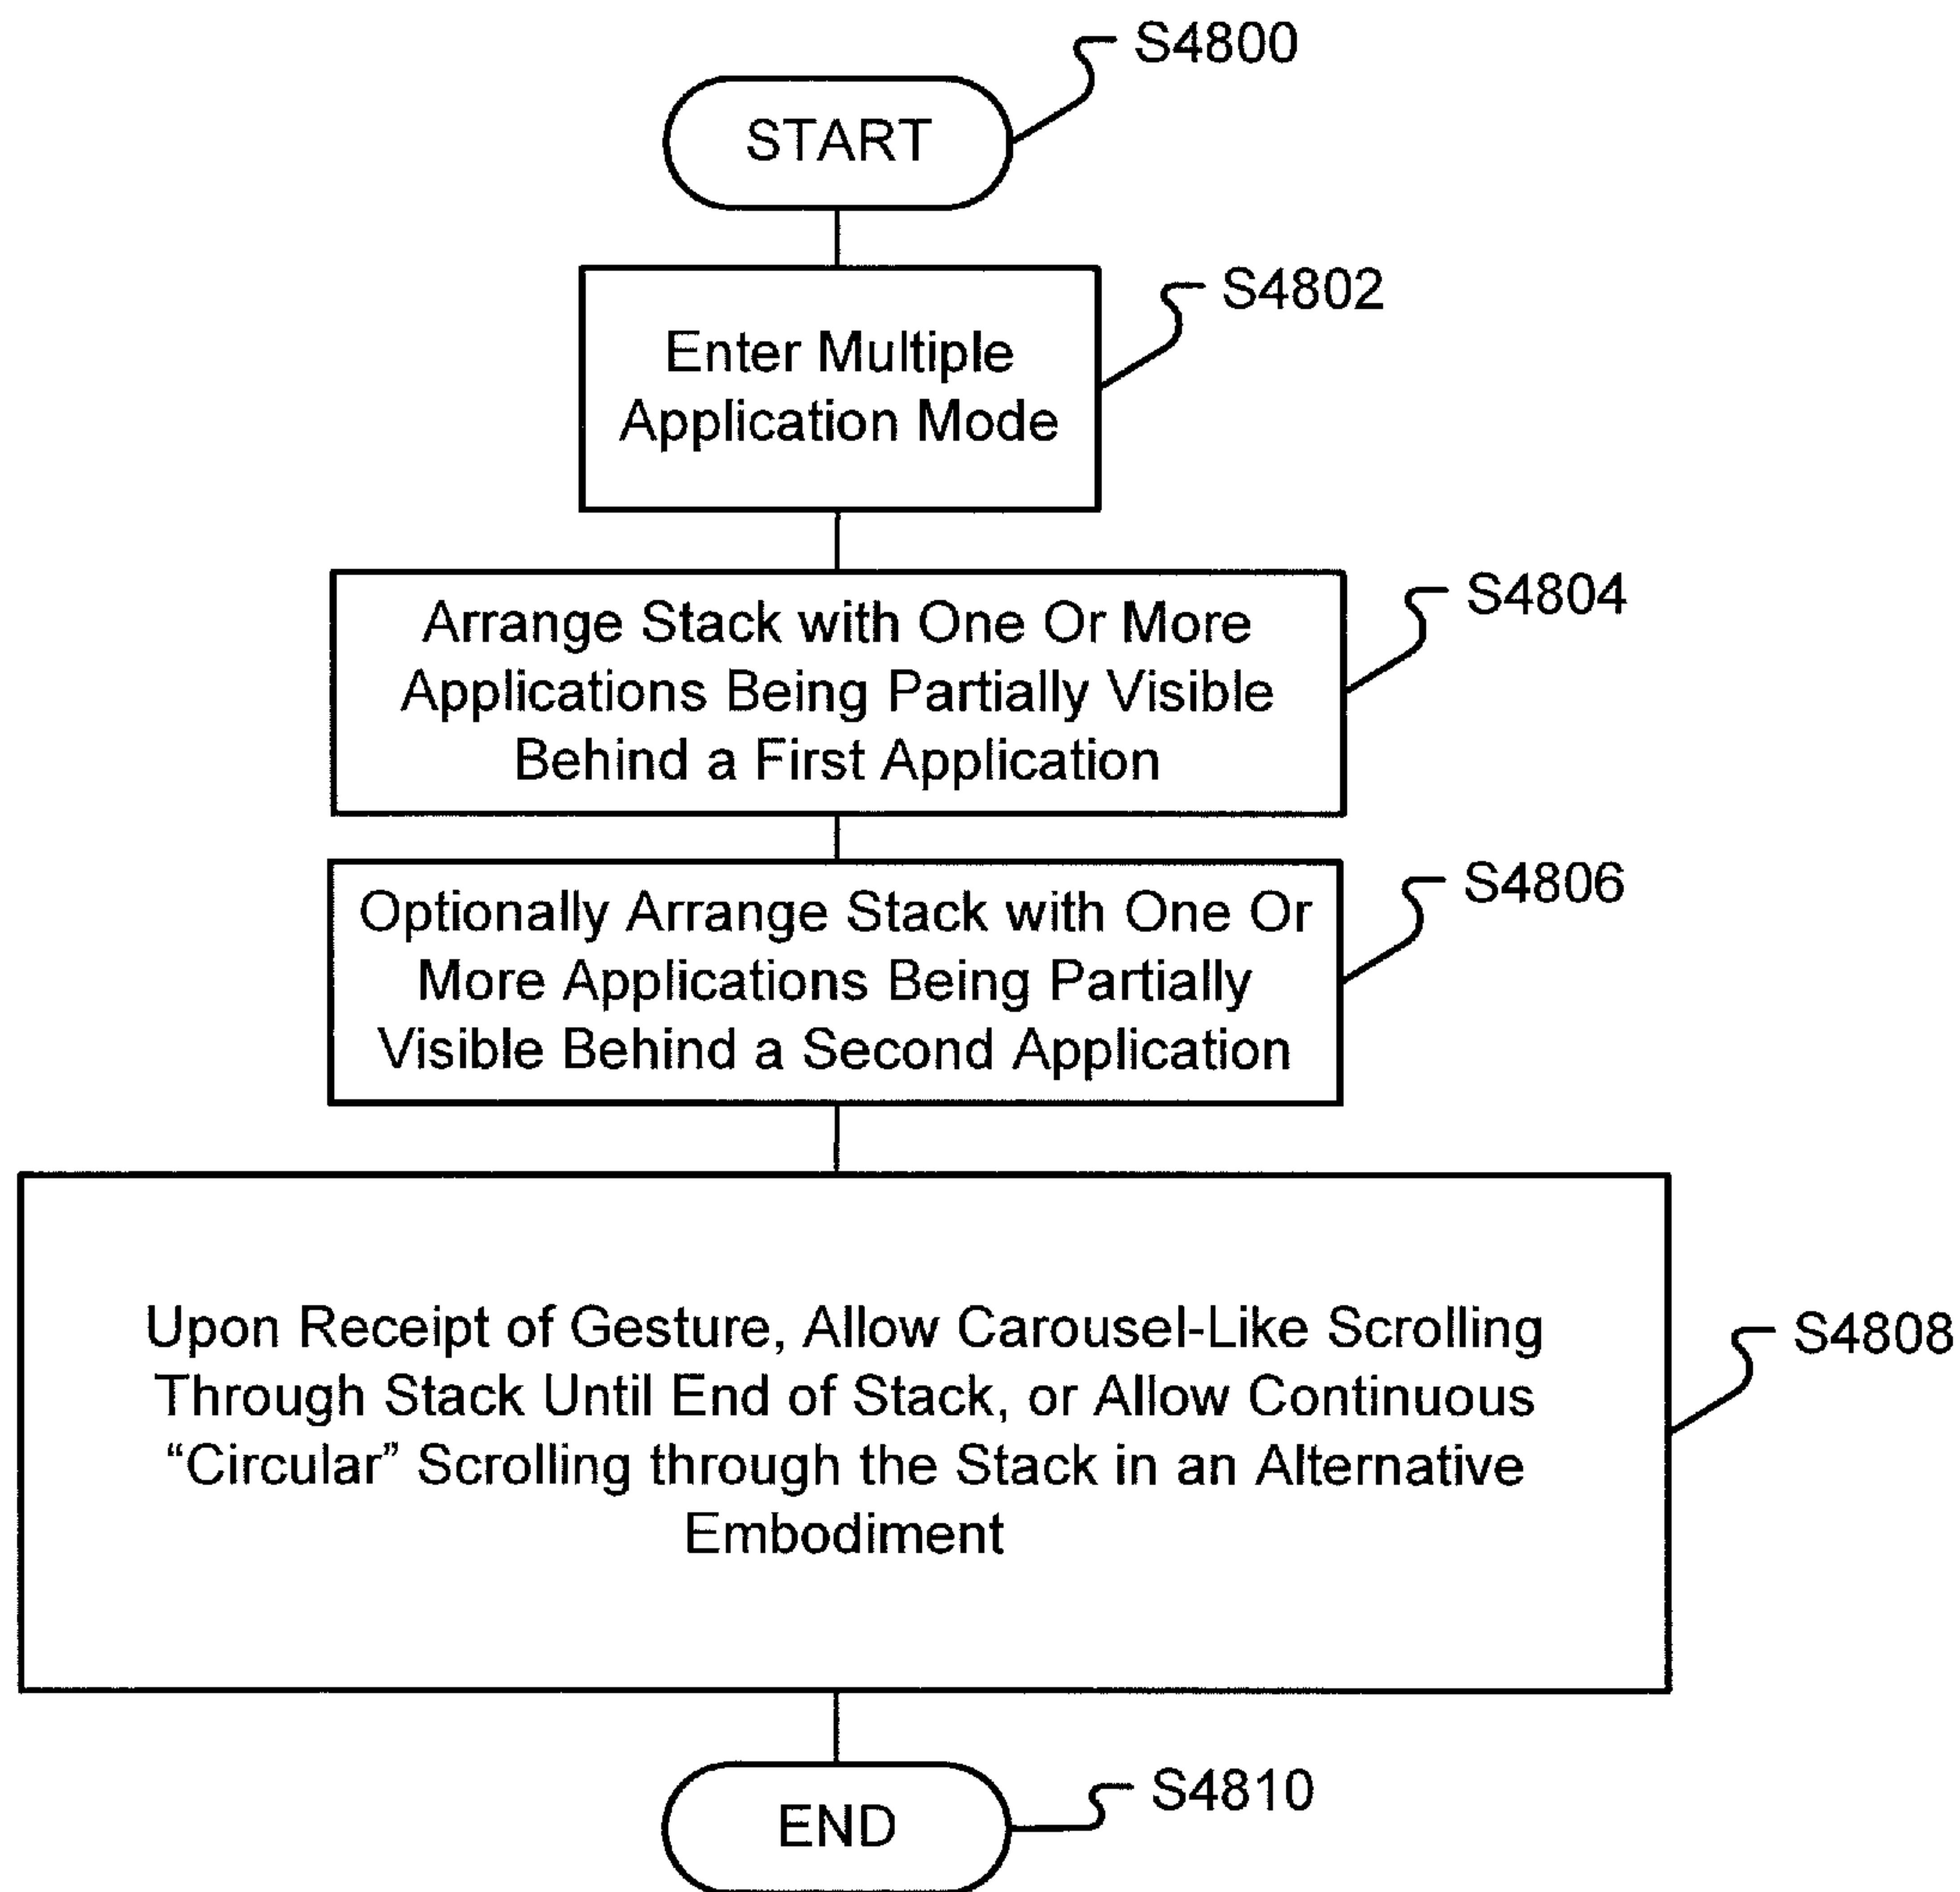 S4800
START
S4802
Enter Multiple
Application Mode
S4804
Arrange Stack with One Or More
Applications Being Partially Visible
Behind a First Application
S4806
Optionally Arrange Stack with One Or
More Applications Being Partially
Visible Behind a Second Application
Upon Receipt of Gesture, Allow Carousel-Like Scrolling
S4808
Through Stack Until End of Stack, or Allow Continuous
“Circular” Scrolling through the Stack in an Alternative
Embodiment
S4810
END